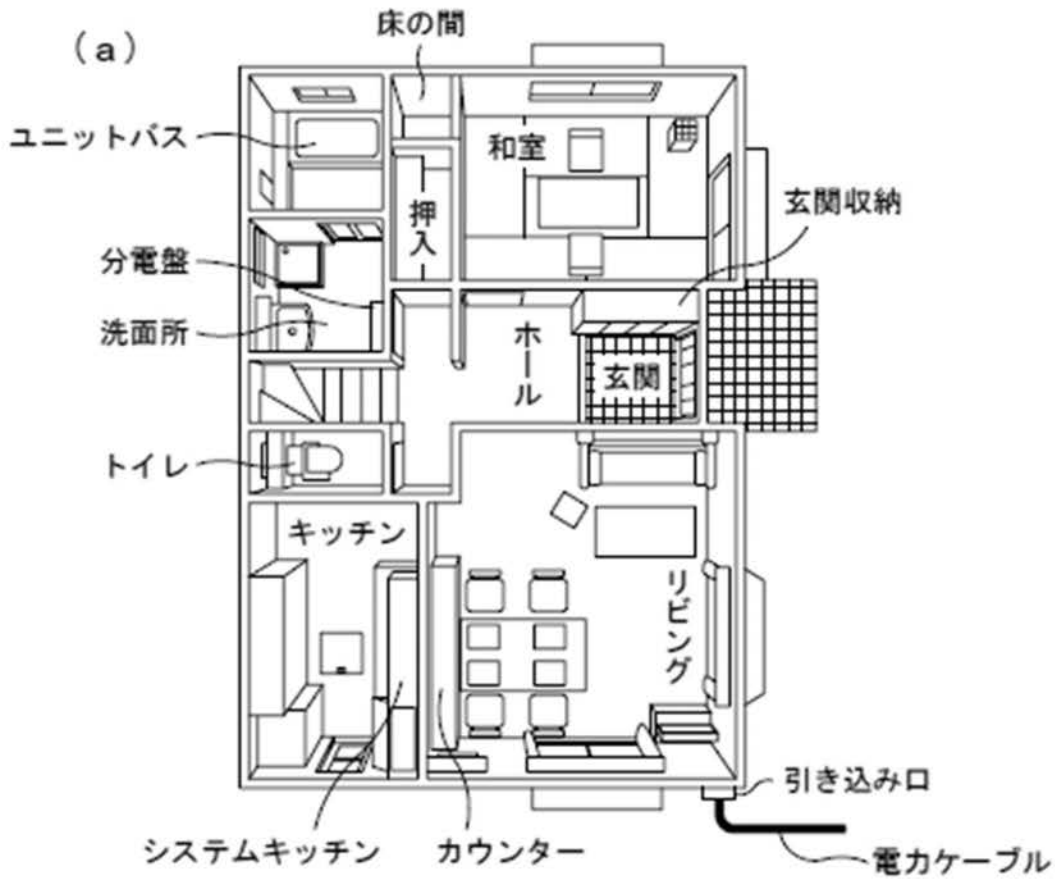 床の間
（a）
ユニットバス
和室
玄関収納
押入
分電盤
洗面所
ホール
玄関
トイレ
キッチン
リビング
引き込み口
システムキッチン
カウンター
電力ケーブル